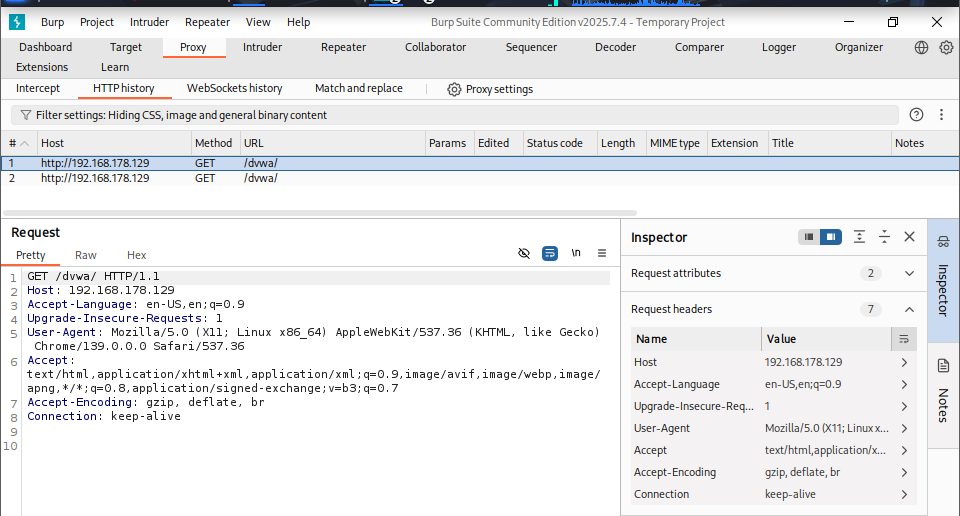 Burp Project Intruder Repeater View Help Burp Suite Community Edition v2025.7.4 - Temporary Project
Dashboard Target Proxy Intruder Repeater Collaborator Sequencer Decoder Comparer Logger Organizer
Extensions Learn
Intercept HTTP history WebSockets history Match and replace Proxy settings
Filter settings: Hiding CSS, image and general binary content
# Host Method URL Params Edited Status code Length MIME type Extension Title Notes
1 http://192.168.178.129 GET /dvwa/
2 http://192.168.178.129 GET /dvwa/
Request
Pretty Raw Hex \n
1 GET /dvwa/ HTTP/1.1
2 Host: 192.168.178.129
3 Accept-Language: en-US,en;q=0.9
4 Upgrade-Insecure-Requests: 1
5 User-Agent: Mozilla/5.0 (X11; Linux x86_64) AppleWebKit/537.36 (KHTML, like Gecko)
Chrome/139.0.0.0 Safari/537.36
6 Accept:
text/html,application/xhtml+xml,application/xml;q=0.9,image/avif,image/webp,image/
apng,*/*;q=0.8,application/signed-exchange;v=b3;q=0.7
7 Accept-Encoding: gzip, deflate, br
8 Connection: keep-alive
9
10
Inspector
Request attributes 2
Request headers 7
Name Value
Host 192.168.178.129
Accept-Language en-US,en;q=0.9
Upgrade-Insecure-Req... 1
User-Agent Mozilla/5.0 (X11; Linux x...
Accept text/html,application/x...
Accept-Encoding gzip, deflate, br
Connection keep-alive
Inspector
Notes